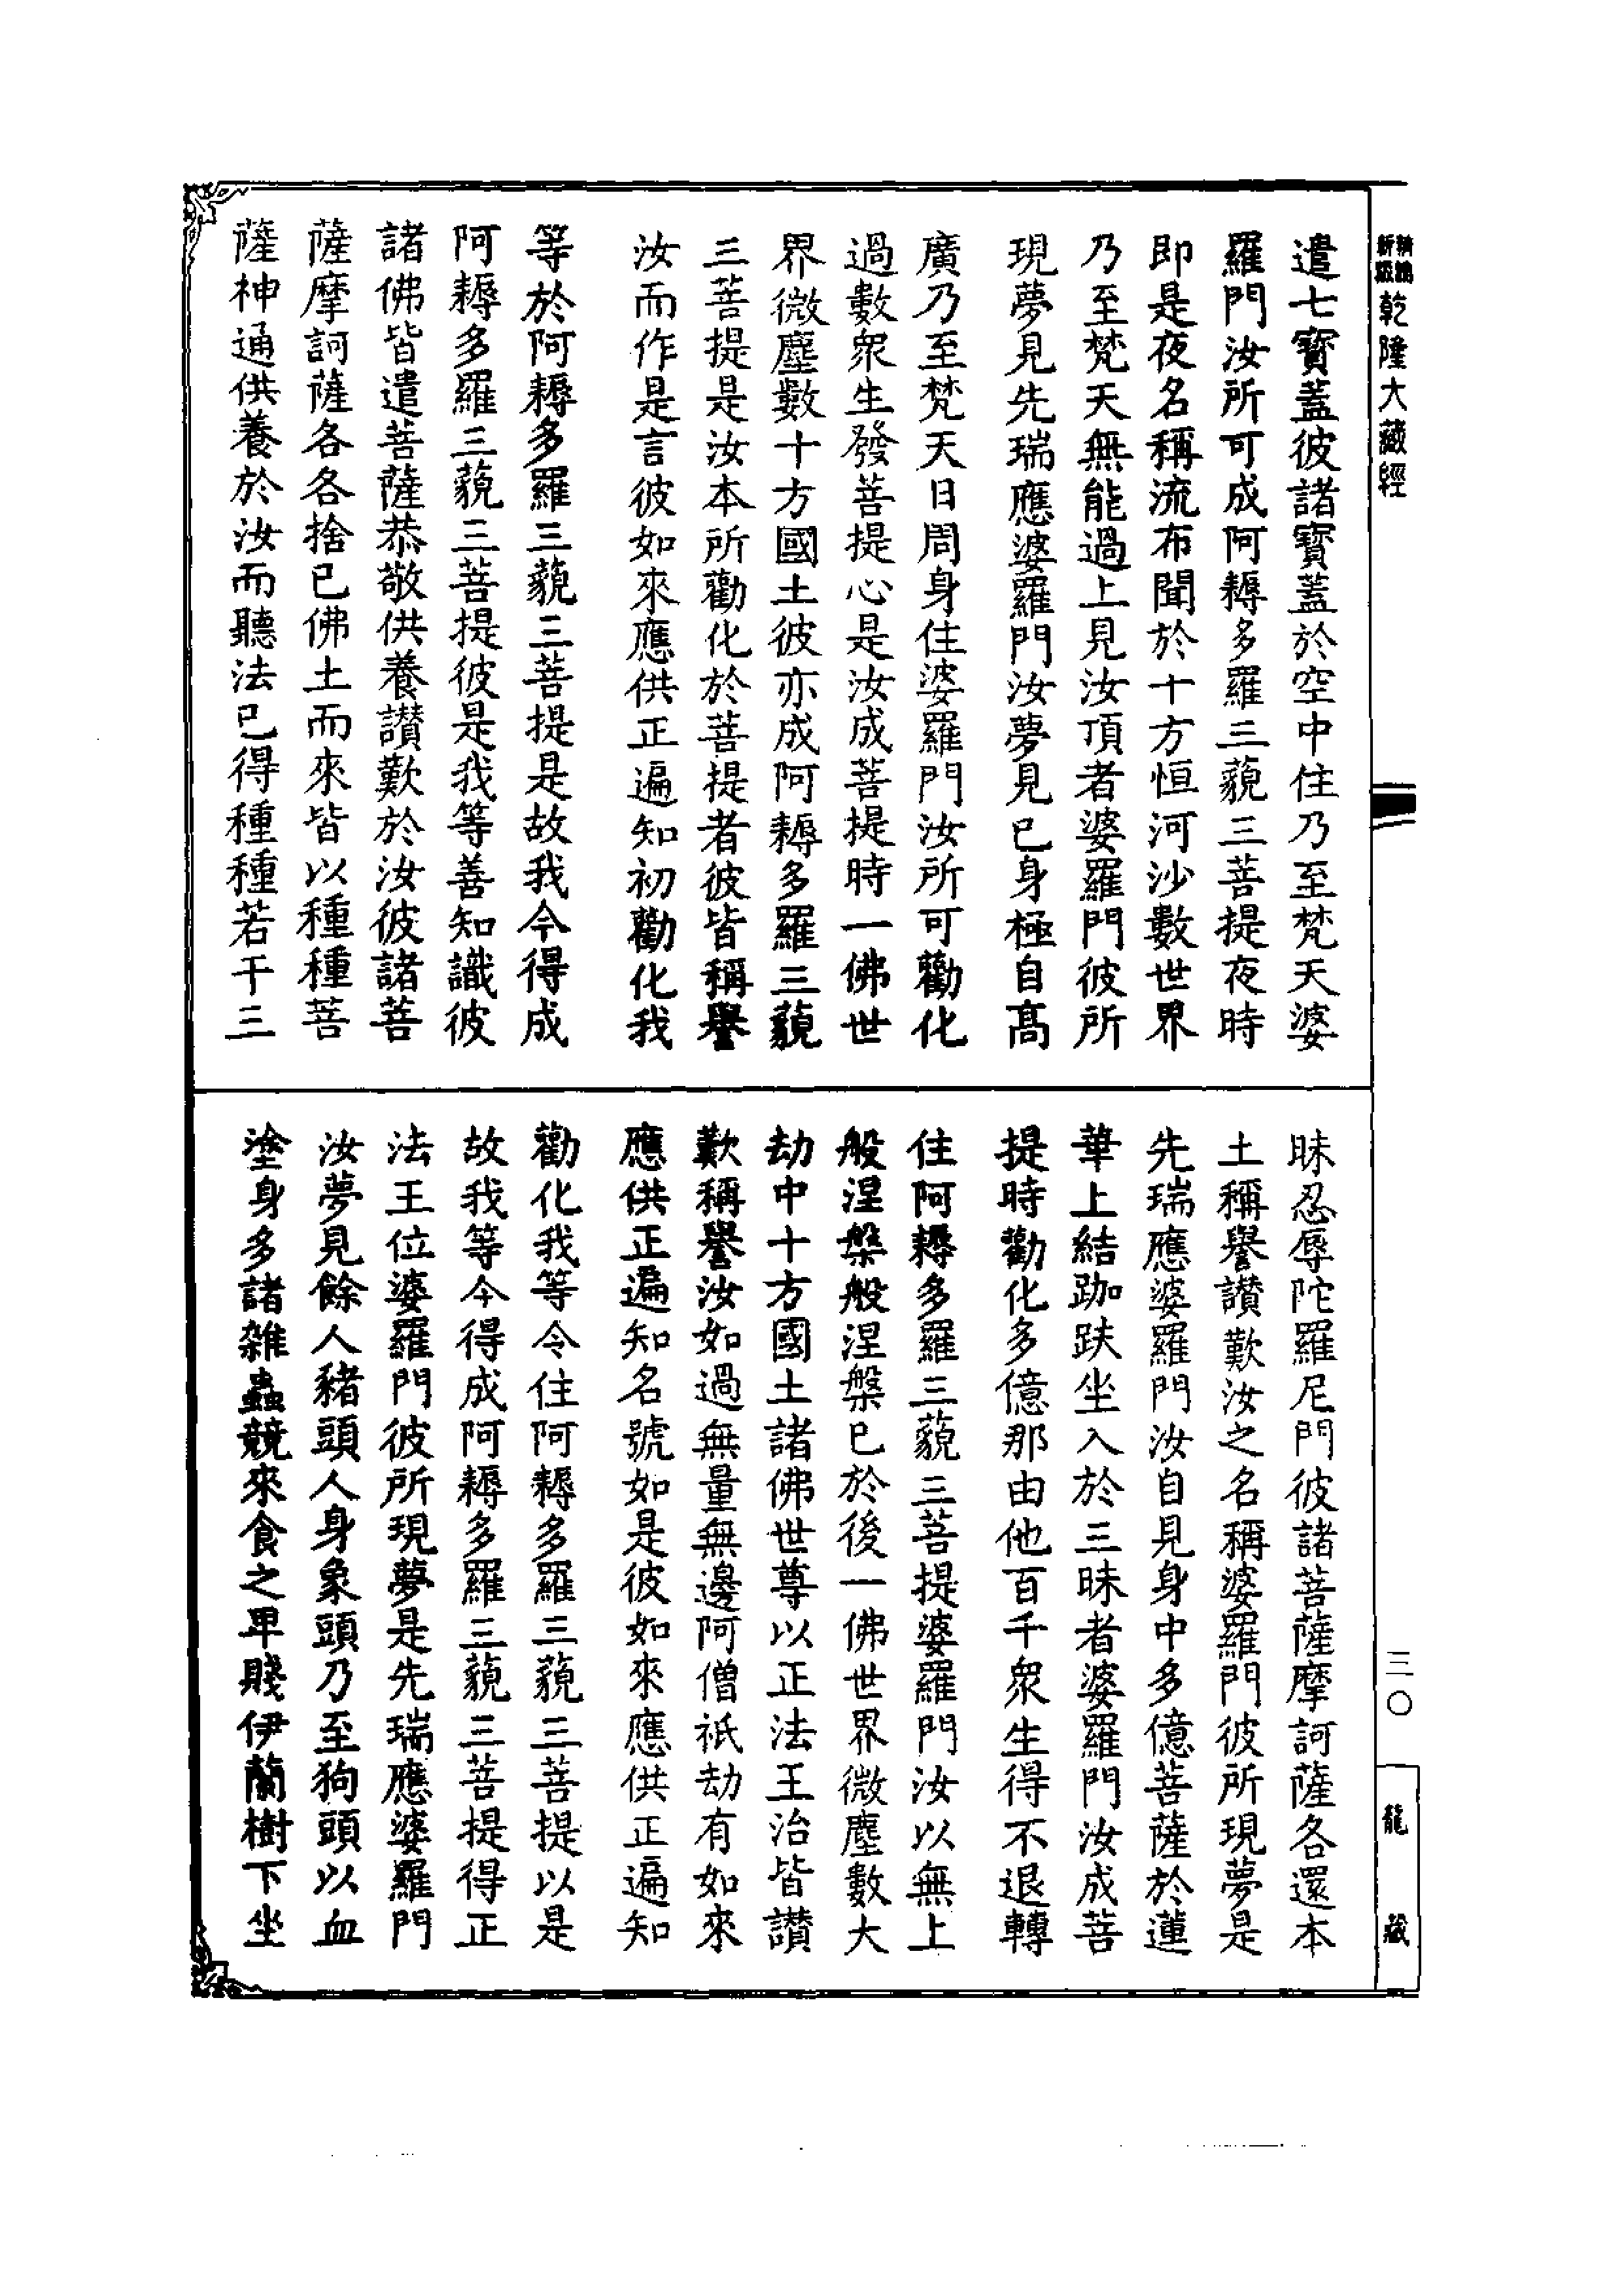 乾隆大藏經
遣七寶蓋彼諸寶蓋於空中住乃至梵天婆
羅門汝所可成阿耨多羅三藐三菩提夜時
即是夜名稱流布聞於十方恒河沙數世界
乃至梵天無能過上見汝頂者婆羅門彼所
現夢見先瑞應婆羅門汝夢見已身極自高
廣乃至梵天日周身住婆羅門汝所可勸化
過數衆生發菩提心是汝成菩提時一佛世
界微塵數十方國土彼亦成阿耨多羅三藐
三菩提是汝本所勸化於菩提者彼皆稱譽
汝而作是言彼如來應供正遍知初勸化我
等於阿耨多羅三藐三菩提是故我今得成
阿耨多羅三藐三菩提彼是我等善知識彼
諸佛皆遣菩薩恭敬供養讃歎於汝彼諸菩
薩摩訶薩各各捨已佛土而來皆以種種菩
薩神通供養於汝而聽法已得種種若干三
昧忍辱陀羅尼門彼諸菩薩摩訶薩各還本
土稱譽讃歎汝之名稱婆羅門彼所現夢是
先瑞應婆羅門汝自見身中多億菩薩於蓮
華上結跏趺坐入於三昧者婆羅門汝成菩
提時勸化多億那由他百千衆生得不退轉
住阿耨多羅三藐三菩提婆羅門汝以無上
般涅槃般涅槃已於後一佛世界微塵數大
劫中十方國土諸佛世尊以正法王治皆讃
歎稱譽汝如過無量無邊阿僧祇劫有如來
應供正遍知名號如是彼如來應供正遍知
勸化我等令住阿耨多羅三藐三菩提以是
故我等今得成阿耨多羅三藐三菩提得正
法王位婆羅門彼所現夢是先瑞應婆羅門
汝夢見餘人豬頭人身象頭乃至狗頭以血
塗身多諸雜蟲競來食之卑賤伊蘭樹下坐
三〇
龍藏